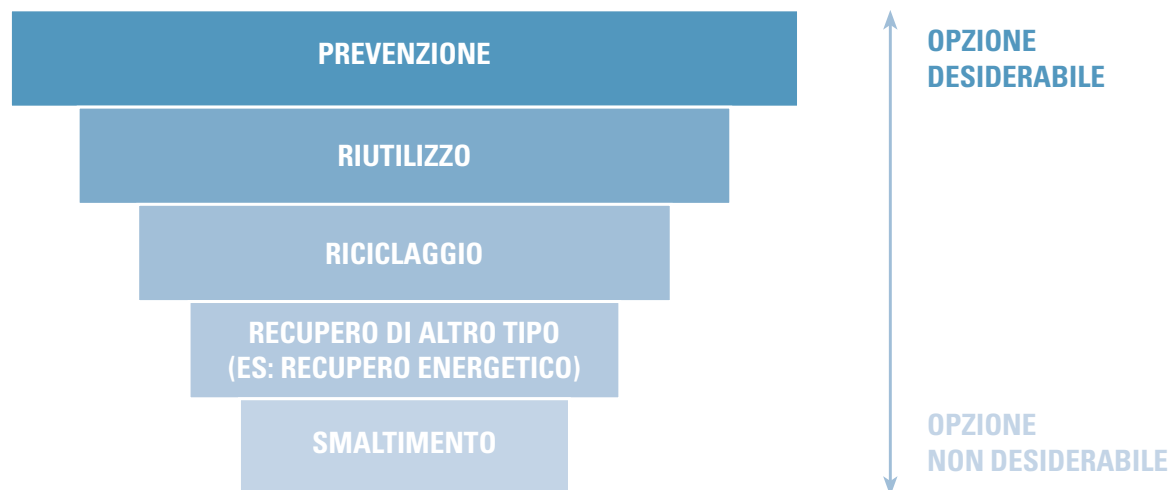 PREVENZIONE
RIUTILIZZO
RICICLAGGIO
RECUPERO DI ALTRO TIPO
(ES: RECUPERO ENERGETICO)
SMALTIMENTO
OPZIONE
DESIDERABILE
OPZIONE
NON DESIDERABILE